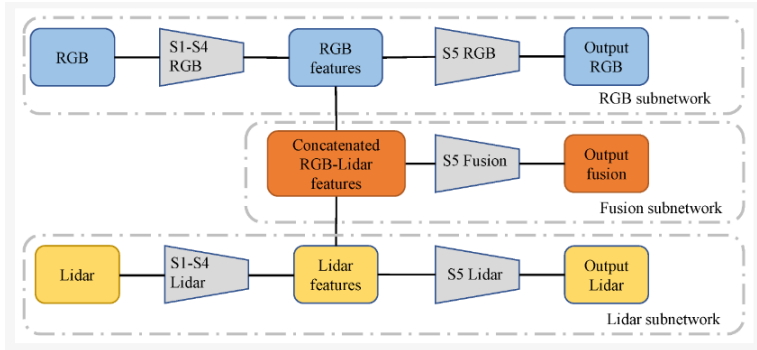 RGB
S1-S4
RGB
RGB
features
S5 RGB
Output
RGB
RGB subnetwork
Concatenated
RGB-Lidar
features
S5 Fusion
Output
fusion
Fusion subnetwork
Lidar
S1-S4
Lidar
Lidar
features
S5 Lidar
Output
Lidar
Lidar subnetwork